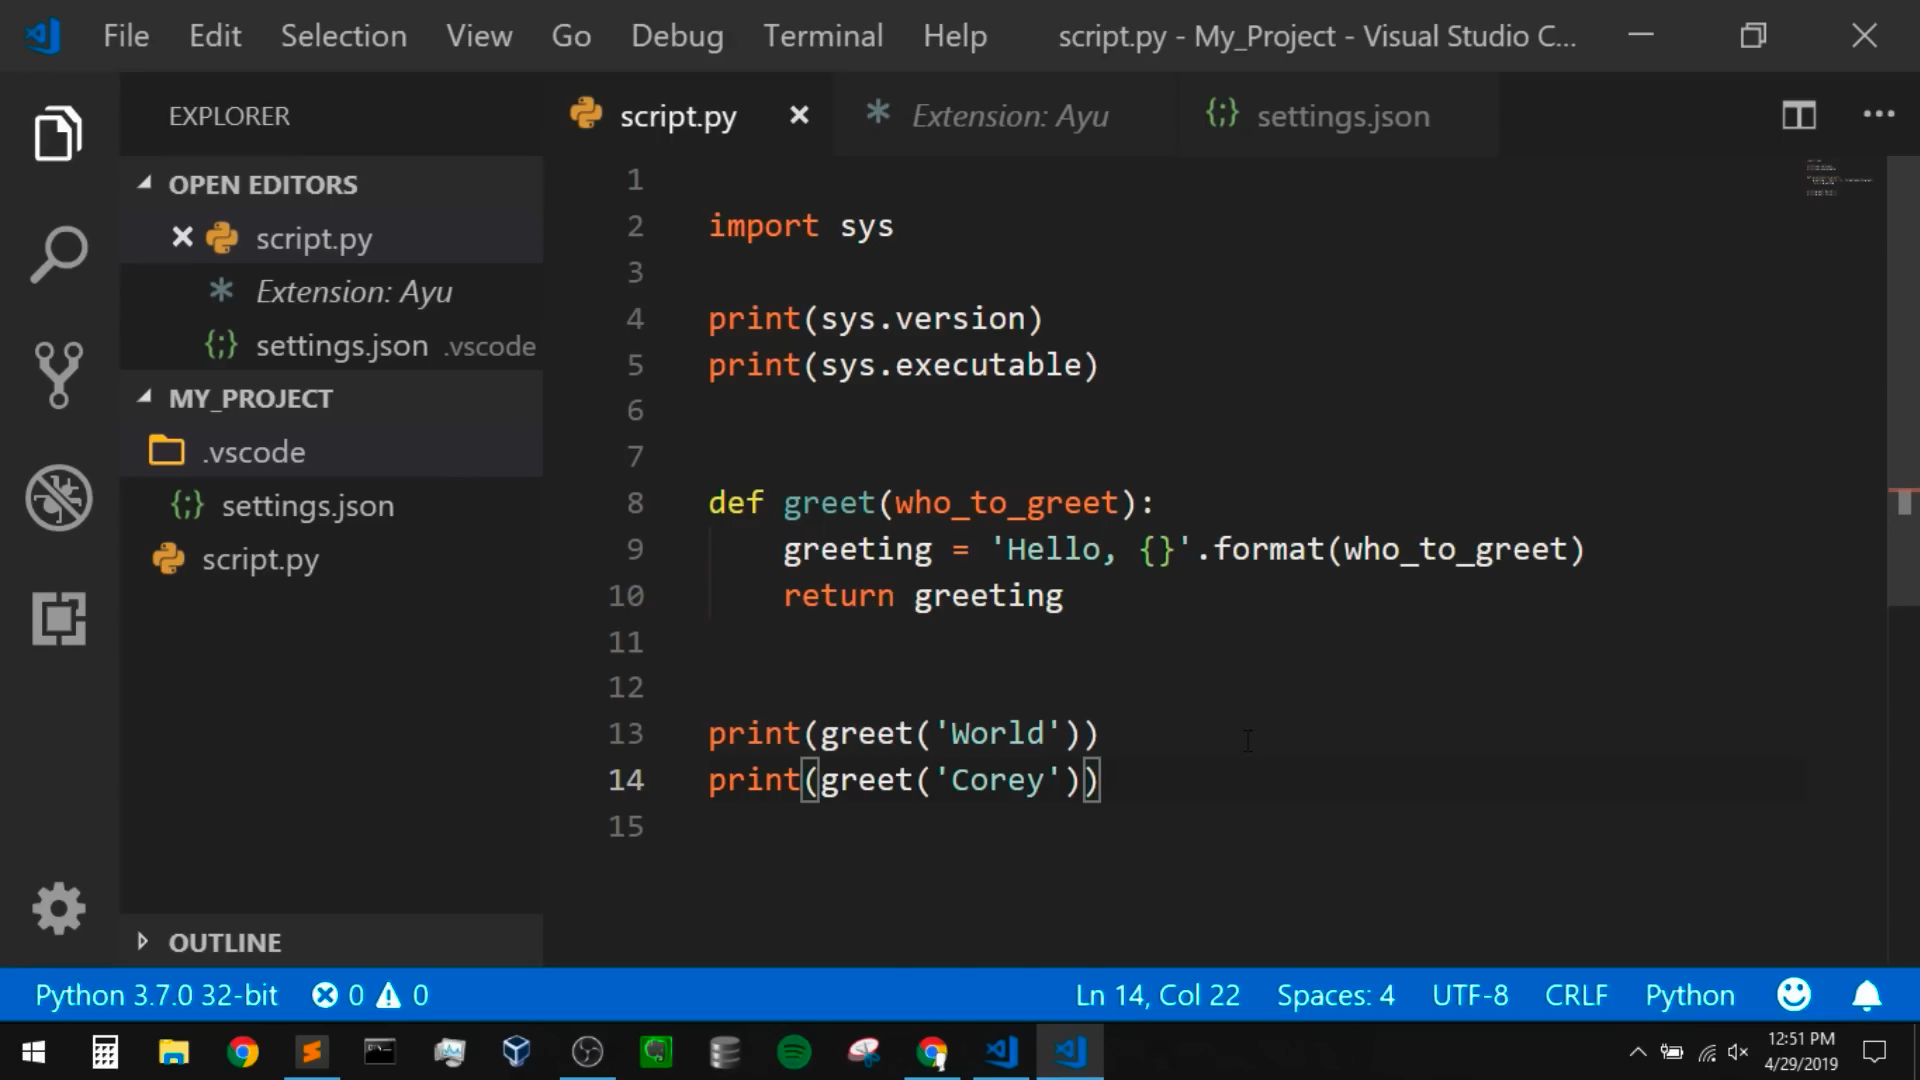 File Edit Selection View Go Debug Terminal Help script.py - My_Project - Visual Studio C...
EXPLORER
script.py
Extension: Ayu
settings.json
OPEN EDITORS
script.py
Extension: Ayu
settings.json .vscode
MY_PROJECT
.vscode
settings.json
script.py
OUTLINE
1
2 import sys
3
4 print(sys.version)
5 print(sys.executable)
6
7
8 def greet(who_to_greet):
9 greeting = 'Hello, {}'.format(who_to_greet)
10 return greeting
11
12
13 print(greet('World'))
14 print(greet('Corey'))
15
Python 3.7.0 32-bit 0 0 Ln 14, Col 22 Spaces: 4 UTF-8 CRLF Python
12:51 PM
4/29/2019